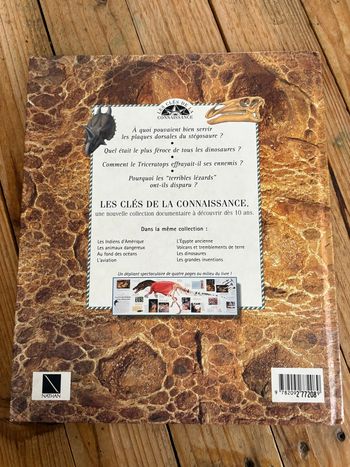 LES CLÉS DE LA
CONNAISSANCE
À quoi pouvaient bien servir
les plaques dorsales du stégosaure ?
•
Quel était le plus féroce de tous les dinosaures ?
•
Comment le Triceratops effrayait-il ses ennemis ?
•
Pourquoi les "terribles lézards"
ont-ils disparu ?
LES CLÉS DE LA CONNAISSANCE,
une nouvelle collection documentaire à découvrir dès 10 ans.
Dans la même collection :
Les Indiens d'Amérique
Les animaux dangereux
Au fond des océans
L'aviation
L'Égypte ancienne
Volcans et tremblements de terre
Les dinosaures
Les grandes inventions
Un dépliant spectaculaire de quatre pages au milieu du livre !
N
NATHAN